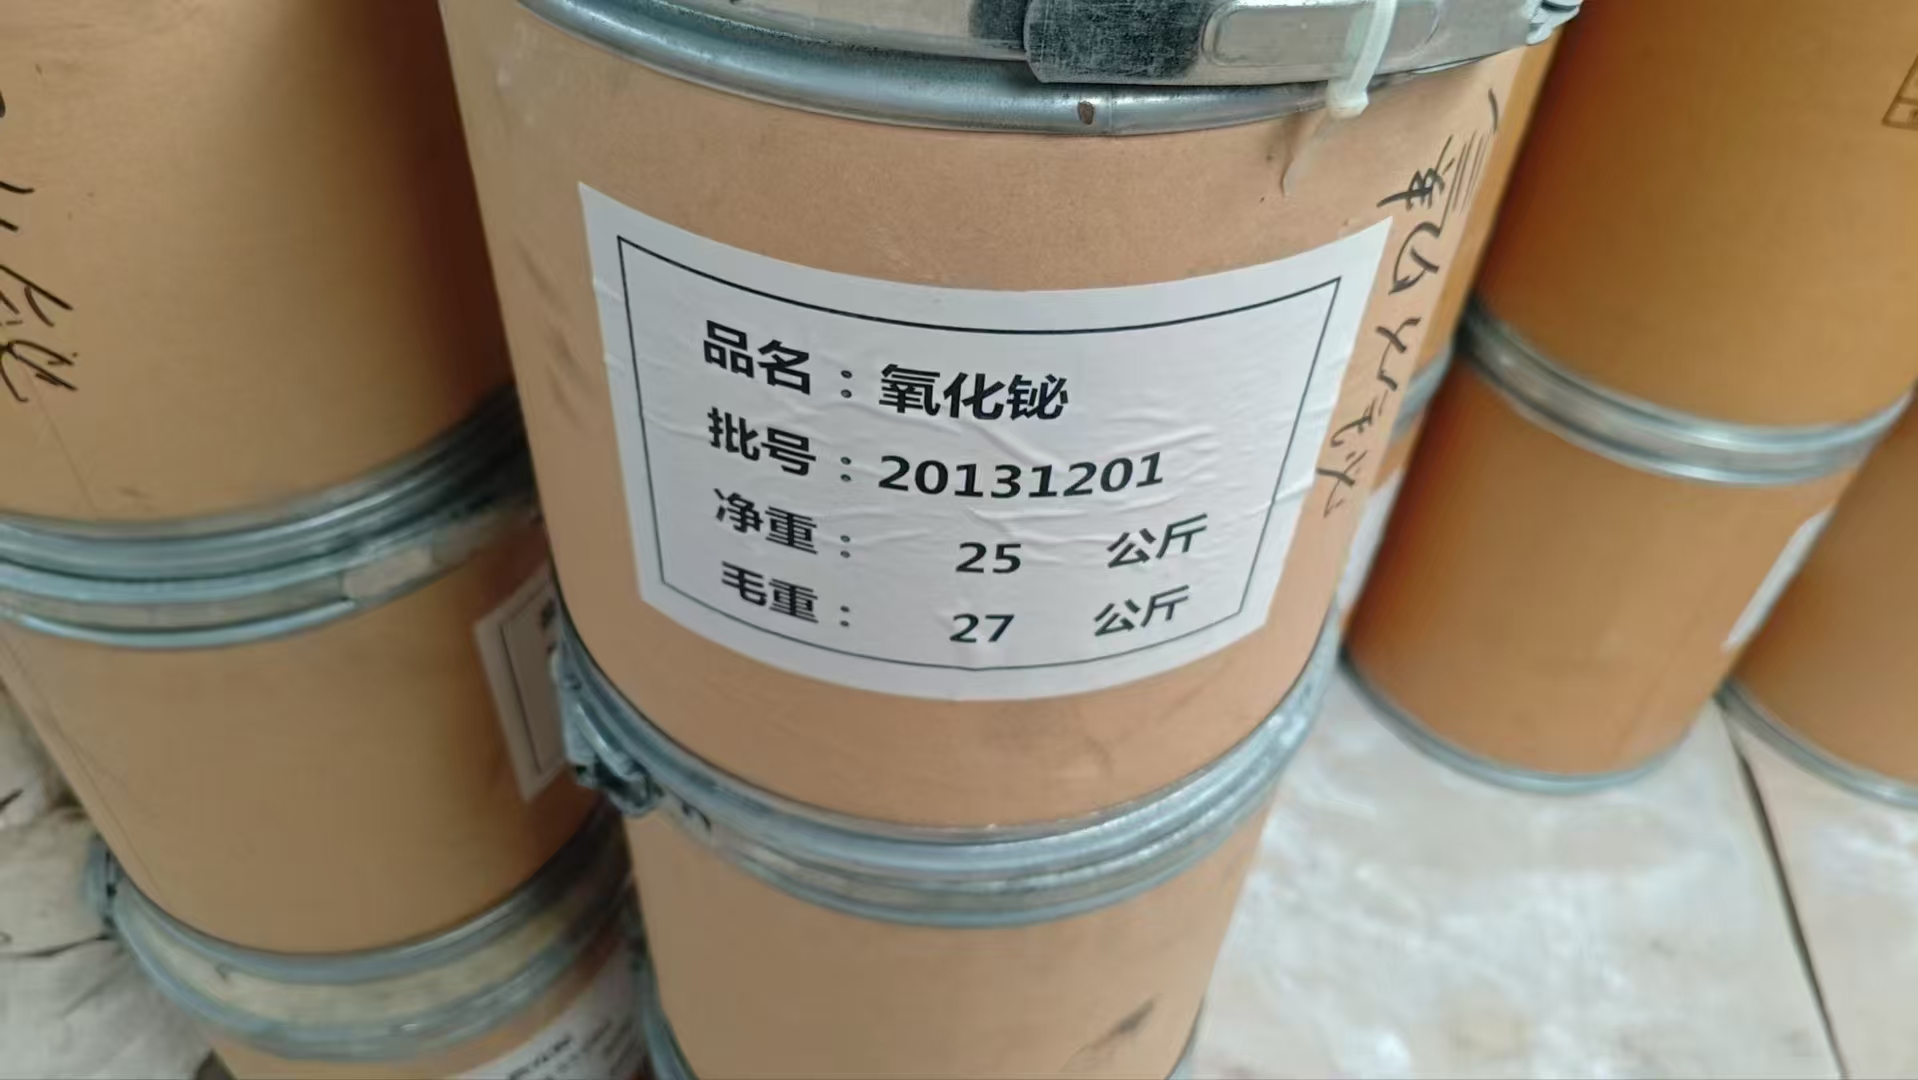 品名：氧化铋
批号：20131201
净重： 25 公斤
毛重： 27 公斤